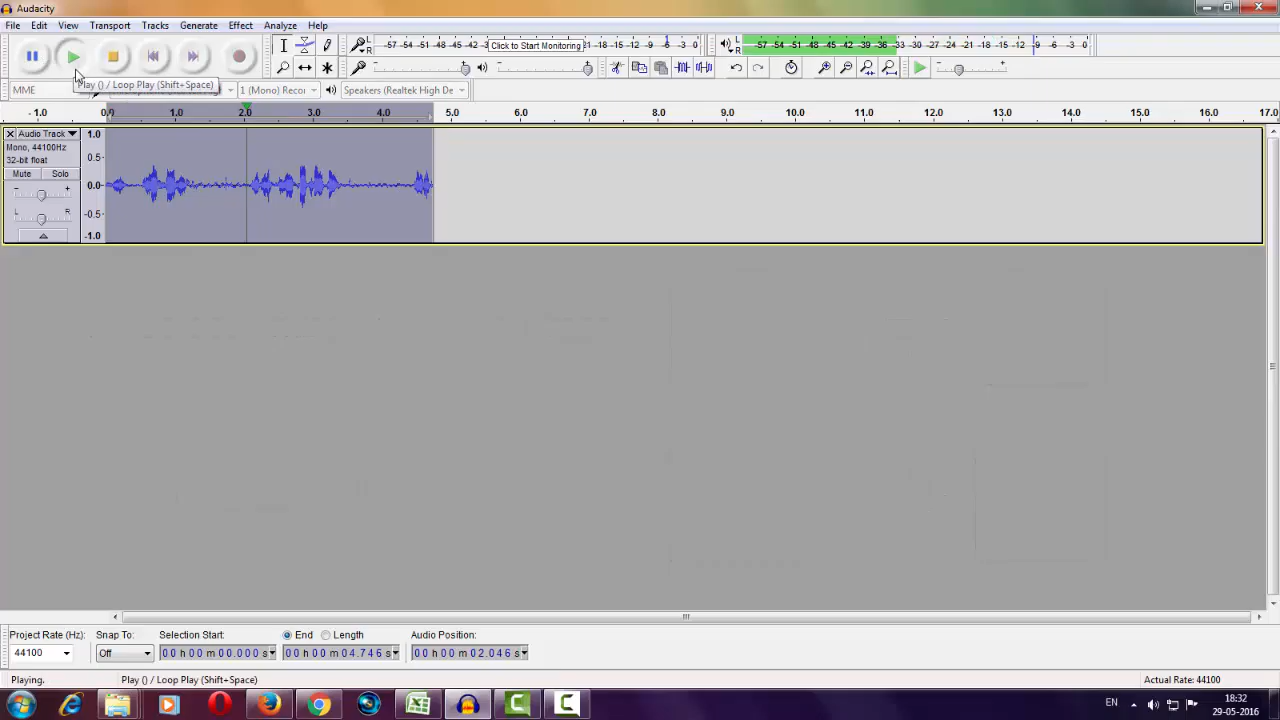 Audacity
File Edit View Transport Tracks Generate Effect Analyze Help
L R -57 -54 -51 -48 -45 -42 Click to Start Monitoring -18 -15 -12 -9 -6 -3 0
L R -57 -54 -51 -48 -45 -42 -39 -36 -33 -30 -27 -24 -21 -18 -15 -12 -9 -6 -3 0
Play () / Loop Play (Shift+Space)
MME 1 (Mono) Recor Speakers (Realtek High De
-1.0 0.0 1.0 2.0 3.0 4.0 5.0 6.0 7.0 8.0 9.0 10.0 11.0 12.0 13.0 14.0 15.0 16.0 17.0
Audio Track 1.0
Mono, 44100Hz
32-bit float 0.5
Mute Solo
- + 0.0
L R -0.5
-1.0
Project Rate (Hz): Snap To: Selection Start: End Length Audio Position:
44100 Off 00 h 00 m 00.000 s 00 h 00 m 04.746 s 00 h 00 m 02.046 s
Playing. Play () / Loop Play (Shift+Space) Actual Rate: 44100
EN 18:32
29-05-2016